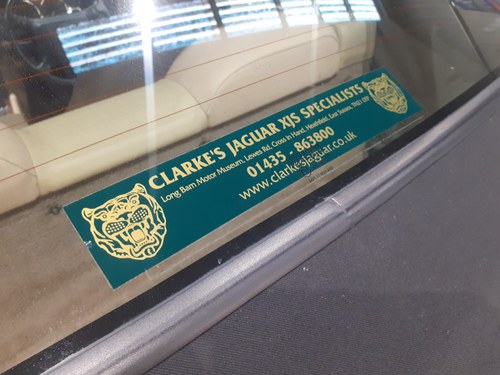 CLARKE'S JAGUAR XJS SPECIALISTS
Long Barn Motor Museum, Lewes Rd, Cross in Hand, Heathfield, East Sussex.
01435 - 863800
www.clarkesjaguar.co.uk